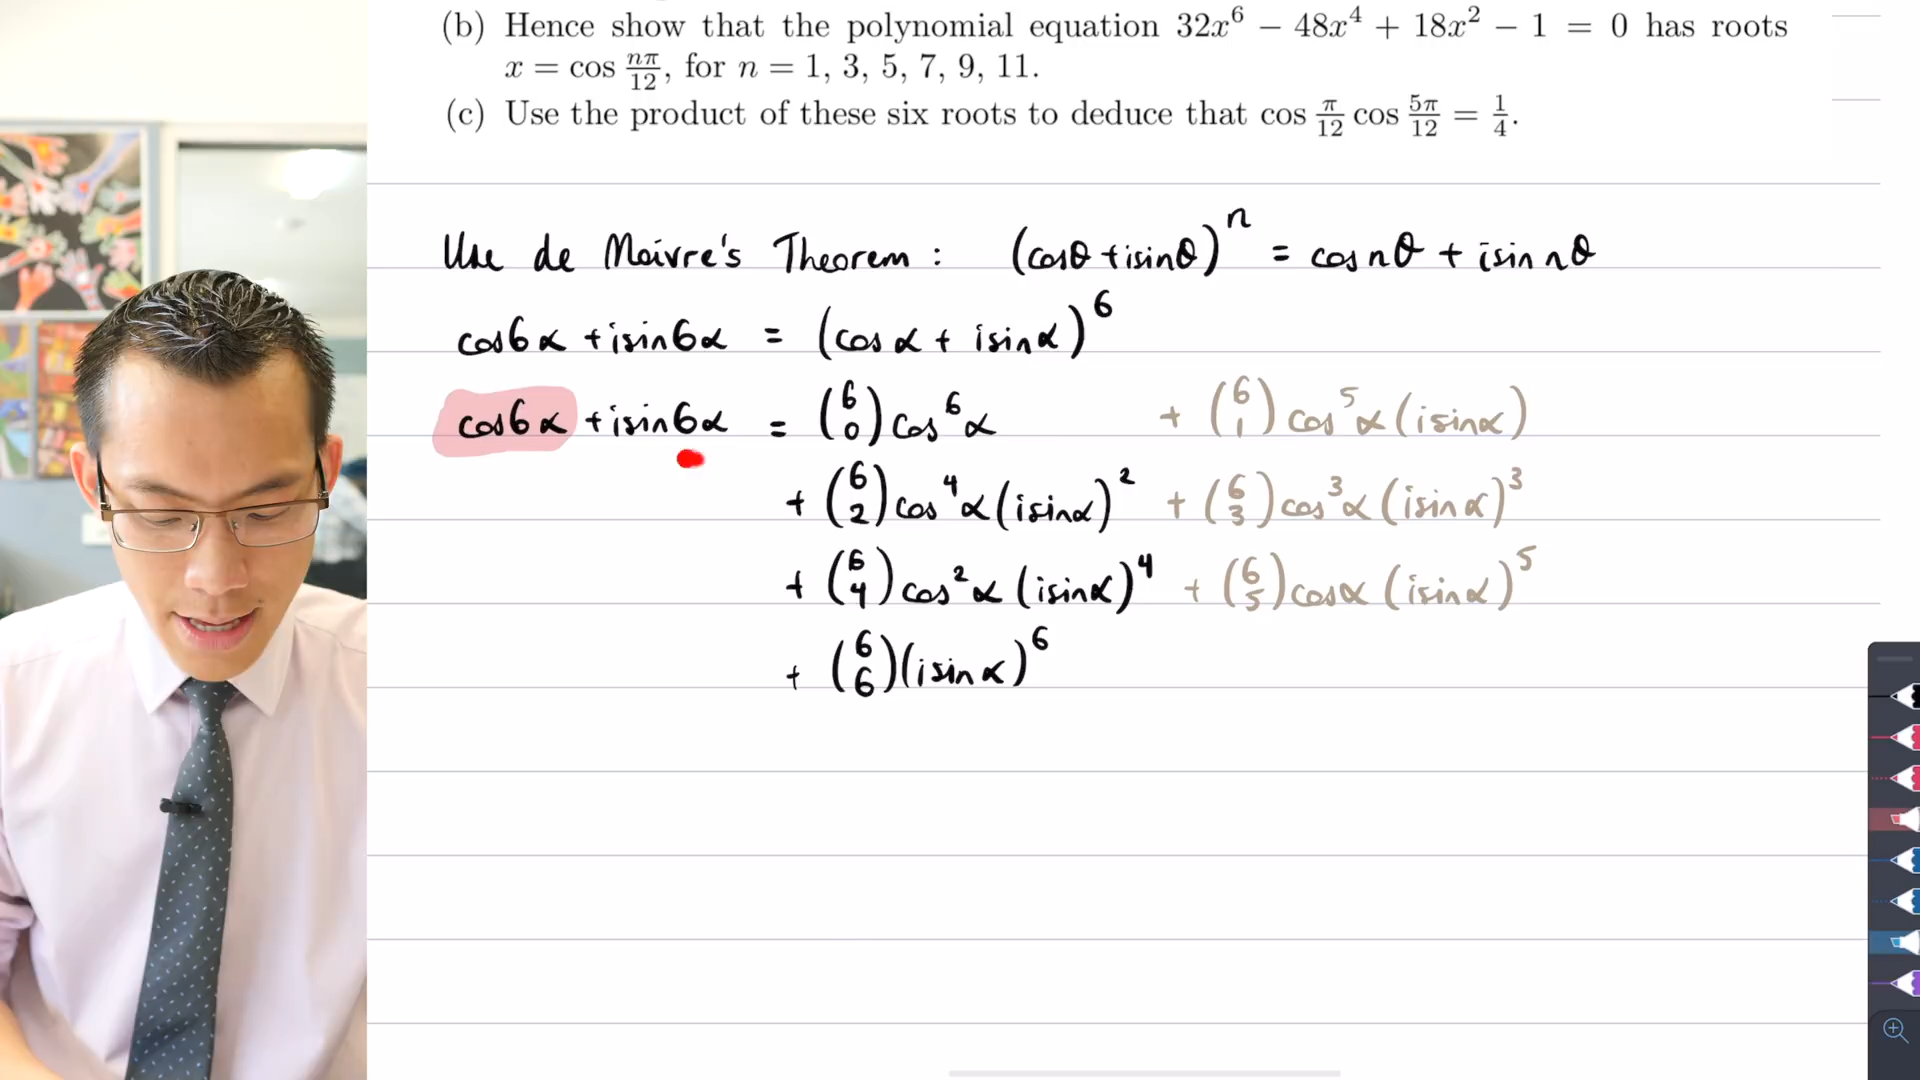 (b) Hence show that the polynomial equation 32x⁶ − 48x⁴ + 18x² − 1 = 0 has roots
x = cos nπ/12, for n = 1, 3, 5, 7, 9, 11.
(c) Use the product of these six roots to deduce that cos π/12 cos 5π/12 = 1/4.
Use de Moivre's Theorem : (cosθ + isinθ)ⁿ = cos nθ + isin nθ
cos6α + isin6α = (cos α + isinα)⁶
cos6α + isin6α = (6 0) cos⁶α + (6 1) cos⁵α (isinα)
+ (6 2) cos⁴α (isinα)² + (6 3) cos³α (isinα)³
+ (6 4) cos²α (isinα)⁴ + (6 5) cosα (isinα)⁵
+ (6 6)(isinα)⁶